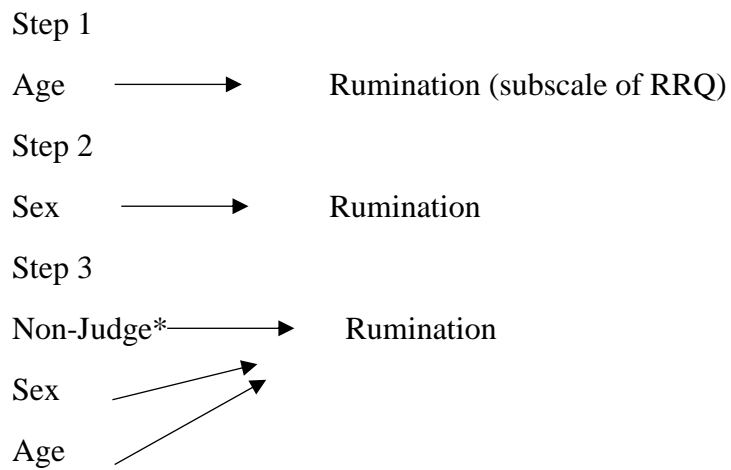 Step 1
Age Rumination (subscale of RRQ)
Step 2
Sex Rumination
Step 3
Non-Judge* Rumination
Sex
Age